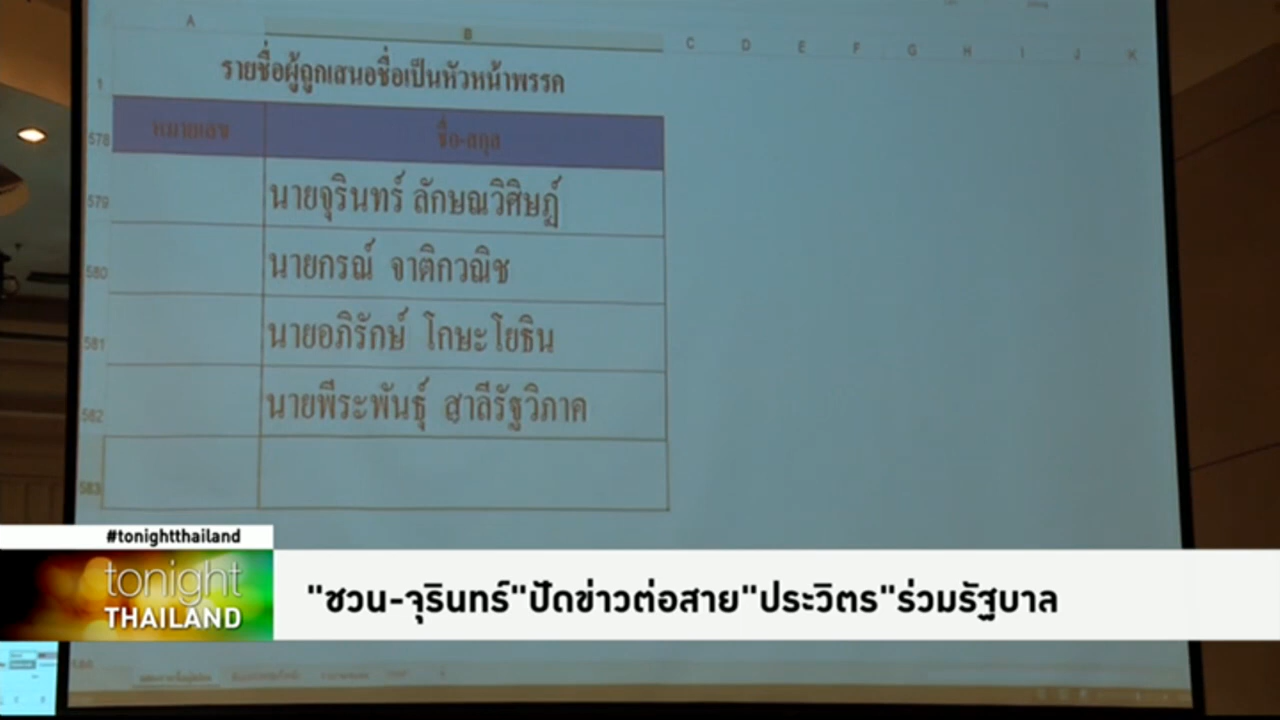 A B C D E F G H I J K
1 รายชื่อผู้ถูกเสนอชื่อเป็นหัวหน้าพรรค
578 หมายเลข ชื่อ-สกุล
579 นายจุรินทร์ ลักษณวิศิษฏ์
580 นายกรณ์ จาติกวณิช
581 นายอภิรักษ์ โกษะโยธิน
582 นายพีระพันธุ์ สาลีรัฐวิภาค
583
#tonightthailand
tonight
THAILAND
"ชวน-จุรินทร์"ปัดข่าวต่อสาย"ประวิตร"ร่วมรัฐบาล